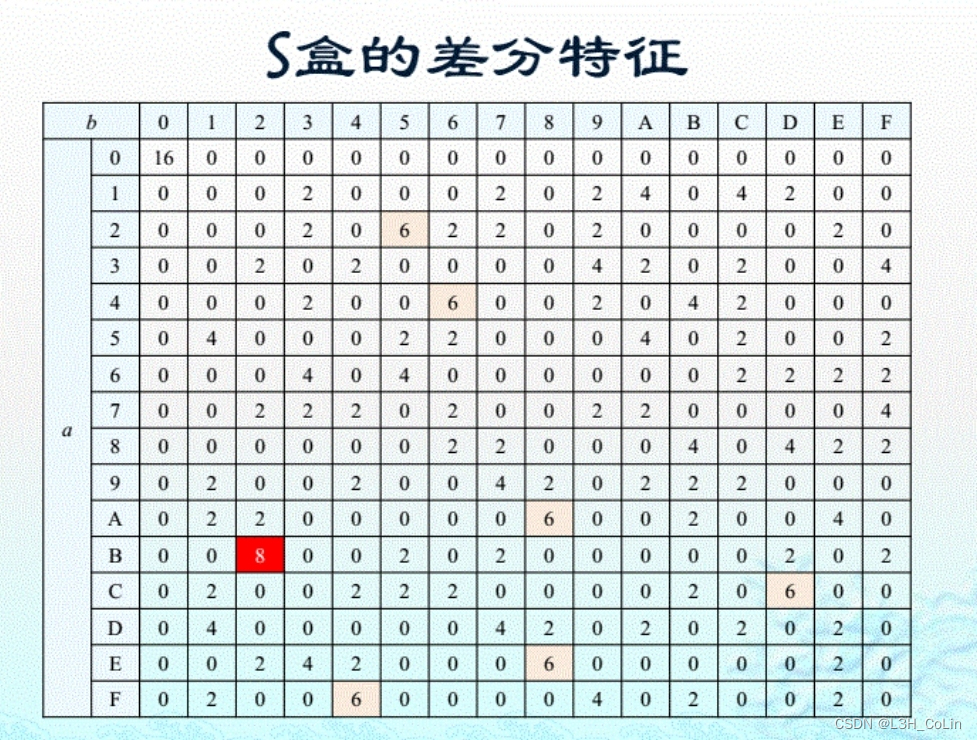 S盒的差分特征
b 0 1 2 3 4 5 6 7 8 9 A B C D E F
0 16 0 0 0 0 0 0 0 0 0 0 0 0 0 0 0
1 0 0 0 2 0 0 0 2 0 2 4 0 4 2 0 0
2 0 0 0 2 0 6 2 2 0 2 0 0 0 0 2 0
3 0 0 2 0 2 0 0 0 0 4 2 0 2 0 0 4
4 0 0 0 2 0 0 6 0 0 2 0 4 2 0 0 0
5 0 4 0 0 0 2 2 0 0 0 4 0 2 0 0 2
6 0 0 0 4 0 4 0 0 0 0 0 0 2 2 2 2
7 0 0 2 2 2 0 2 0 0 2 2 0 0 0 0 4
a 8 0 0 0 0 0 0 2 2 0 0 0 4 0 4 2 2
9 0 2 0 0 2 0 0 4 2 0 2 2 2 0 0 0
A 0 2 2 0 0 0 0 0 6 0 0 2 0 0 4 0
B 0 0 8 0 0 2 0 2 0 0 0 0 0 2 0 2
C 0 2 0 0 2 2 2 0 0 0 0 2 0 6 0 0
D 0 4 0 0 0 0 0 4 2 0 2 0 2 0 2 0
E 0 0 2 4 2 0 0 0 6 0 0 0 0 0 2 0
F 0 2 0 0 6 0 0 0 0 4 0 2 0 0 2 0
CSDN @L3H_CoLin